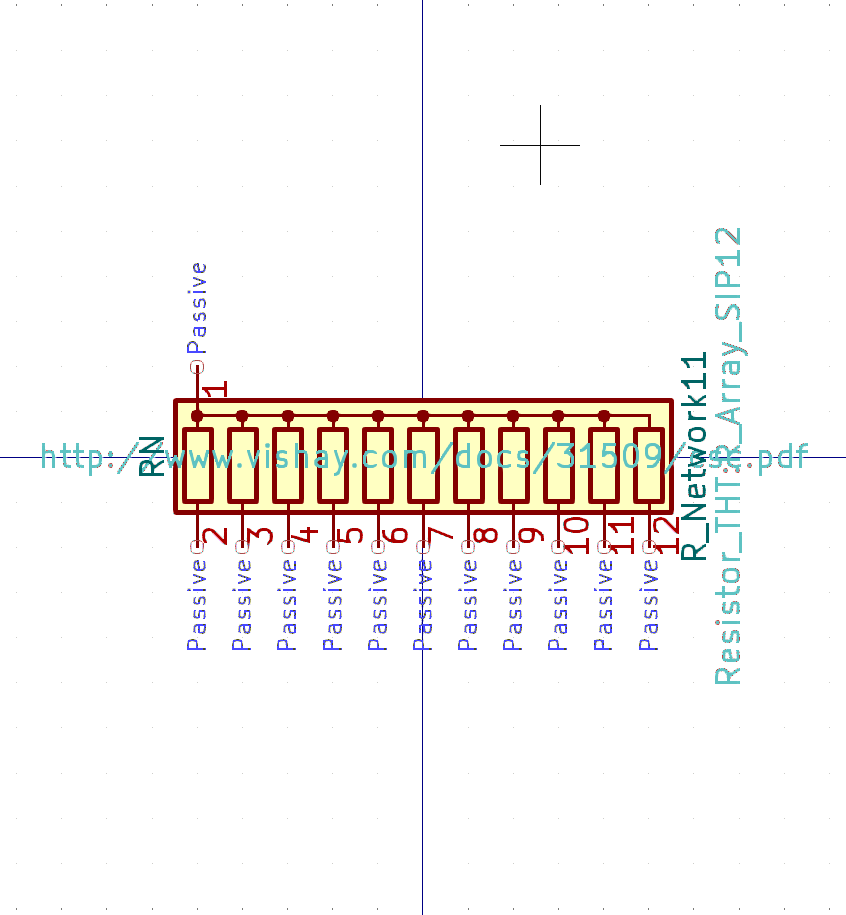 Passive
1
RN
http://www.vishay.com/docs/31509/csc.pdf
R_Network11
Resistor_THT:R_Array_SIP12
2
3
4
5
6
7
8
9
10
11
12
Passive
Passive
Passive
Passive
Passive
Passive
Passive
Passive
Passive
Passive
Passive